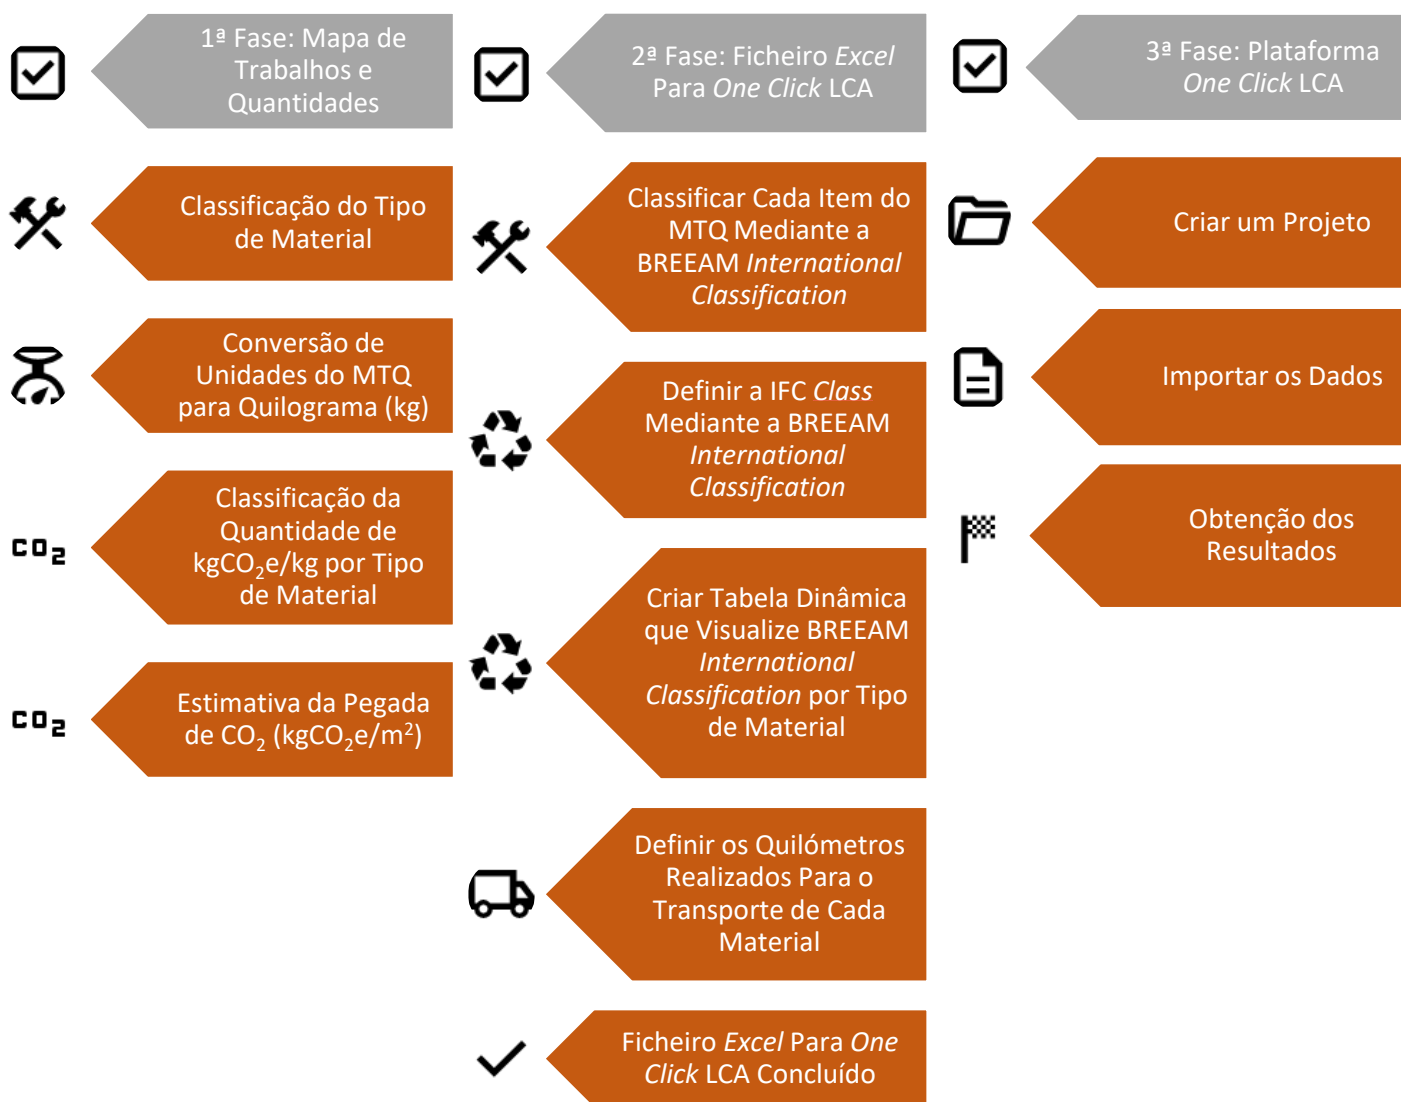 1ª Fase: Mapa de
Trabalhos e
Quantidades
Classificação do Tipo
de Material
Conversão de
Unidades do MTQ
para Quilograma (kg)
Classificação da
Quantidade de
kgCO₂e/kg por Tipo
de Material
CO₂
Estimativa da Pegada
de CO₂ (kgCO₂e/m²)
CO₂
2ª Fase: Ficheiro Excel
Para One Click LCA
Classificar Cada Item do
MTQ Mediante a
BREEAM International
Classification
Definir a IFC Class
Mediante a BREEAM
International
Classification
Criar Tabela Dinâmica
que Visualize BREEAM
International
Classification por Tipo
de Material
Definir os Quilómetros
Realizados Para o
Transporte de Cada
Material
Ficheiro Excel Para One
Click LCA Concluído
3ª Fase: Plataforma
One Click LCA
Criar um Projeto
Importar os Dados
Obtenção dos
Resultados